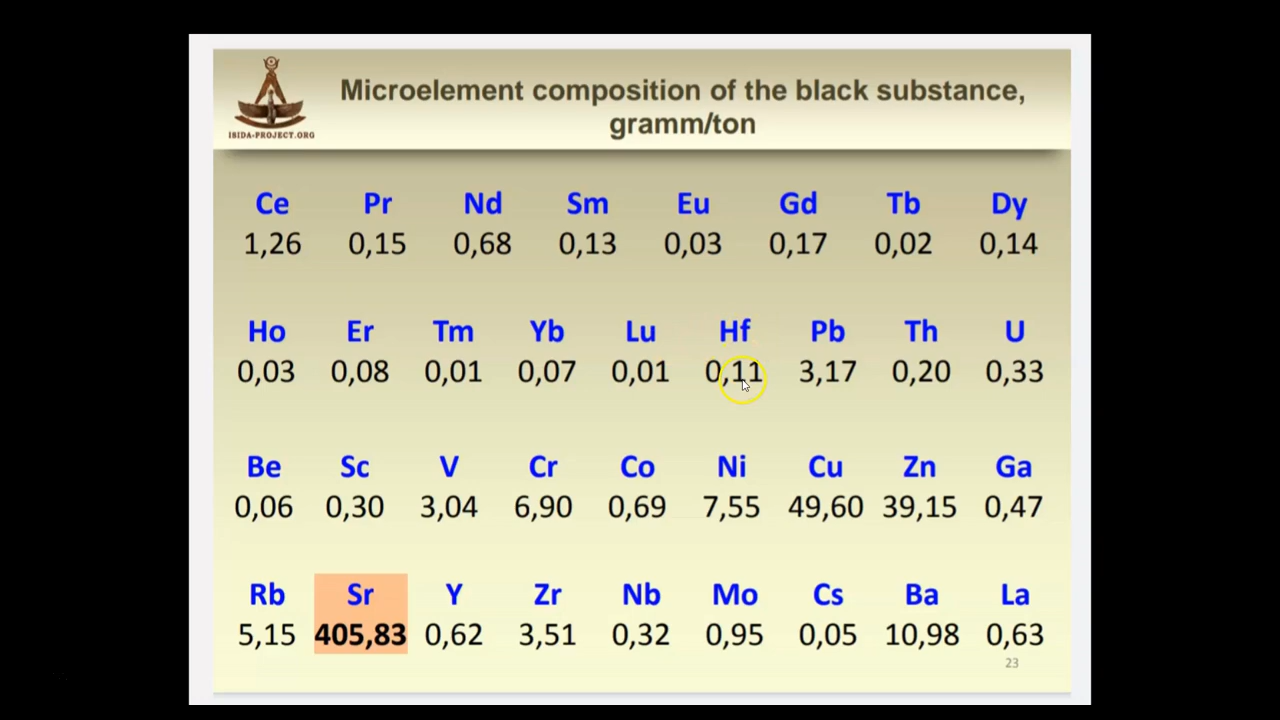 IBIDA-PROJECT.ORG
Microelement composition of the black substance,
gramm/ton
Ce Pr Nd Sm Eu Gd Tb Dy
1,26 0,15 0,68 0,13 0,03 0,17 0,02 0,14
Ho Er Tm Yb Lu Hf Pb Th U
0,03 0,08 0,01 0,07 0,01 0,11 3,17 0,20 0,33
Be Sc V Cr Co Ni Cu Zn Ga
0,06 0,30 3,04 6,90 0,69 7,55 49,60 39,15 0,47
Rb Sr Y Zr Nb Mo Cs Ba La
5,15 405,83 0,62 3,51 0,32 0,95 0,05 10,98 0,63
23